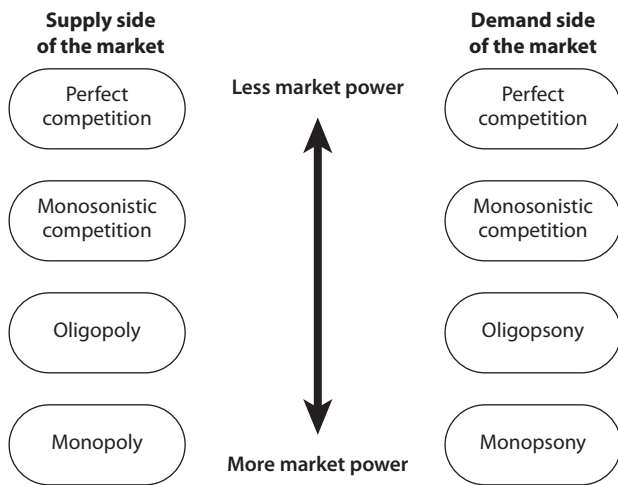 Supply side
of the market
Demand side
of the market
Less market power
Perfect
competition
Perfect
competition
Monosonistic
competition
Monosonistic
competition
Oligopoly
Oligopsony
Monopoly
Monopsony
More market power